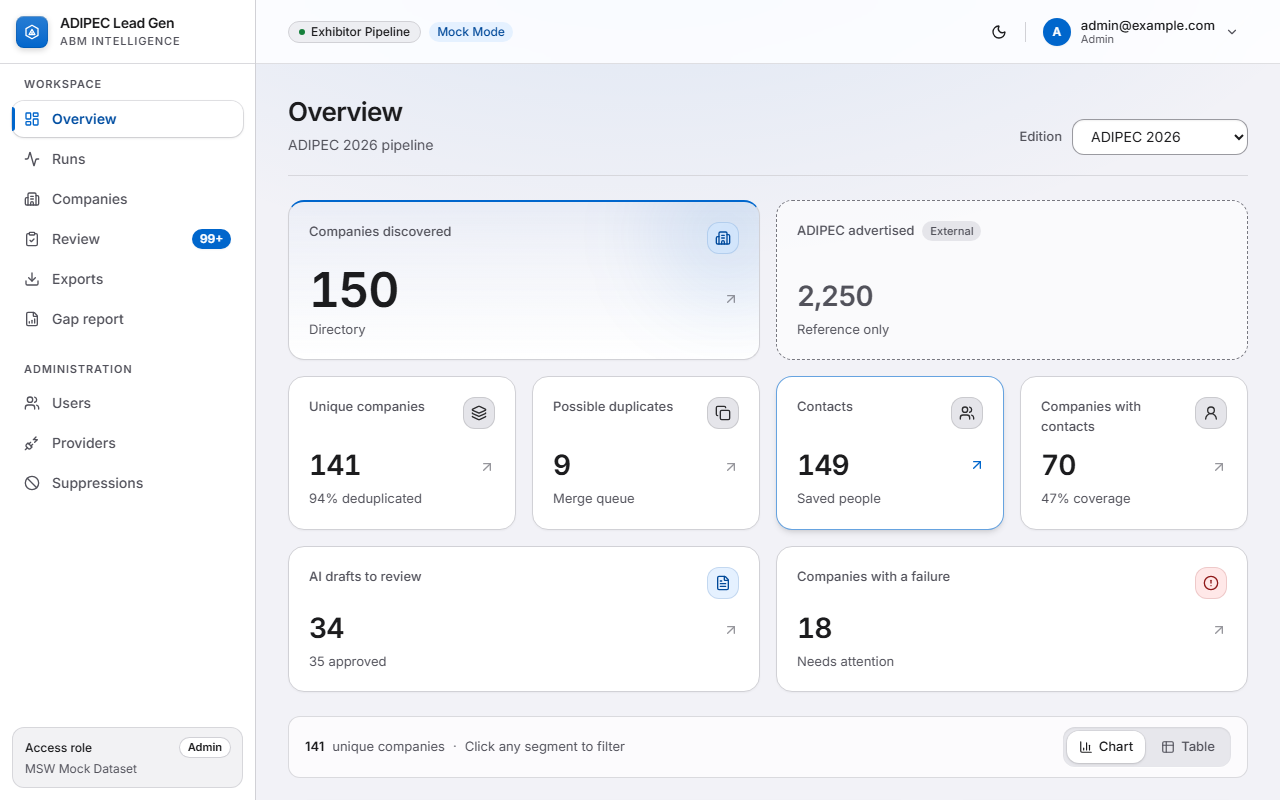 ADIPEC Lead Gen
ABM INTELLIGENCE
WORKSPACE
Overview
Runs
Companies
Review
99+
Exports
Gap report
ADMINISTRATION
Users
Providers
Suppressions
Access role
Admin
MSW Mock Dataset
Exhibitor Pipeline
Mock Mode
A
admin@example.com
Admin
Overview
ADIPEC 2026 pipeline
Edition
ADIPEC 2026
Companies discovered
150
Directory
ADIPEC advertised
External
2,250
Reference only
Unique companies
141
94% deduplicated
Possible duplicates
9
Merge queue
Contacts
149
Saved people
Companies with
contacts
70
47% coverage
AI drafts to review
34
35 approved
Companies with a failure
18
Needs attention
141 unique companies · Click any segment to filter
Chart
Table